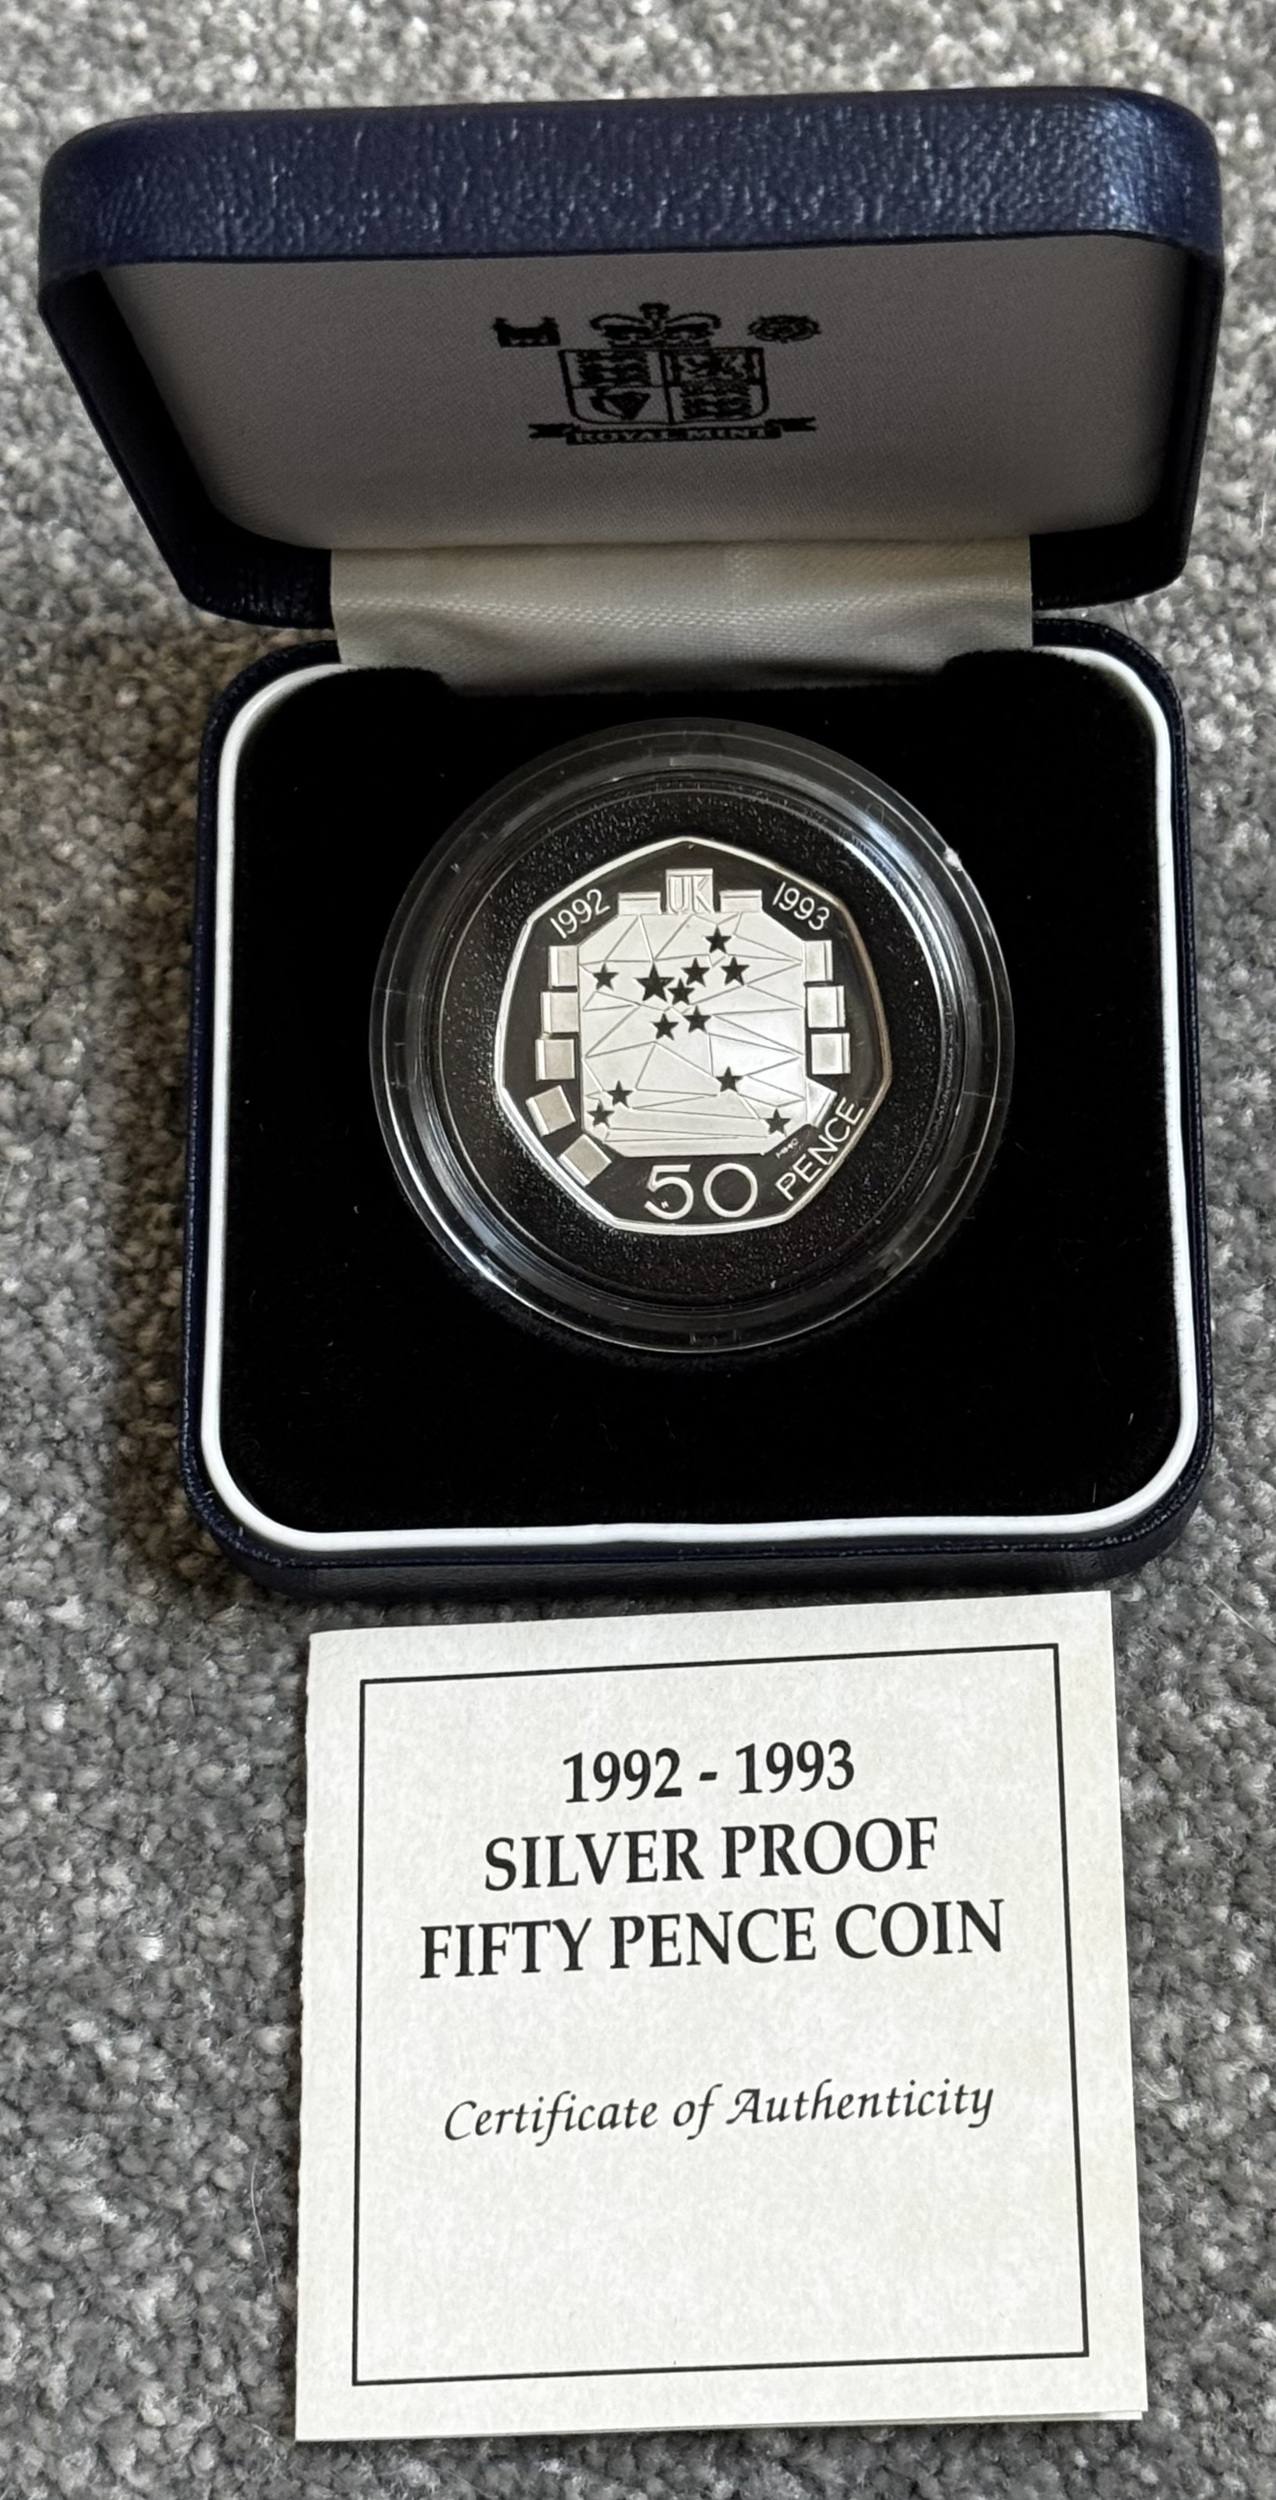 ROYAL MINT
1992 UK 1993
50 PENCE
1992 - 1993
SILVER PROOF
FIFTY PENCE COIN
Certificate of Authenticity